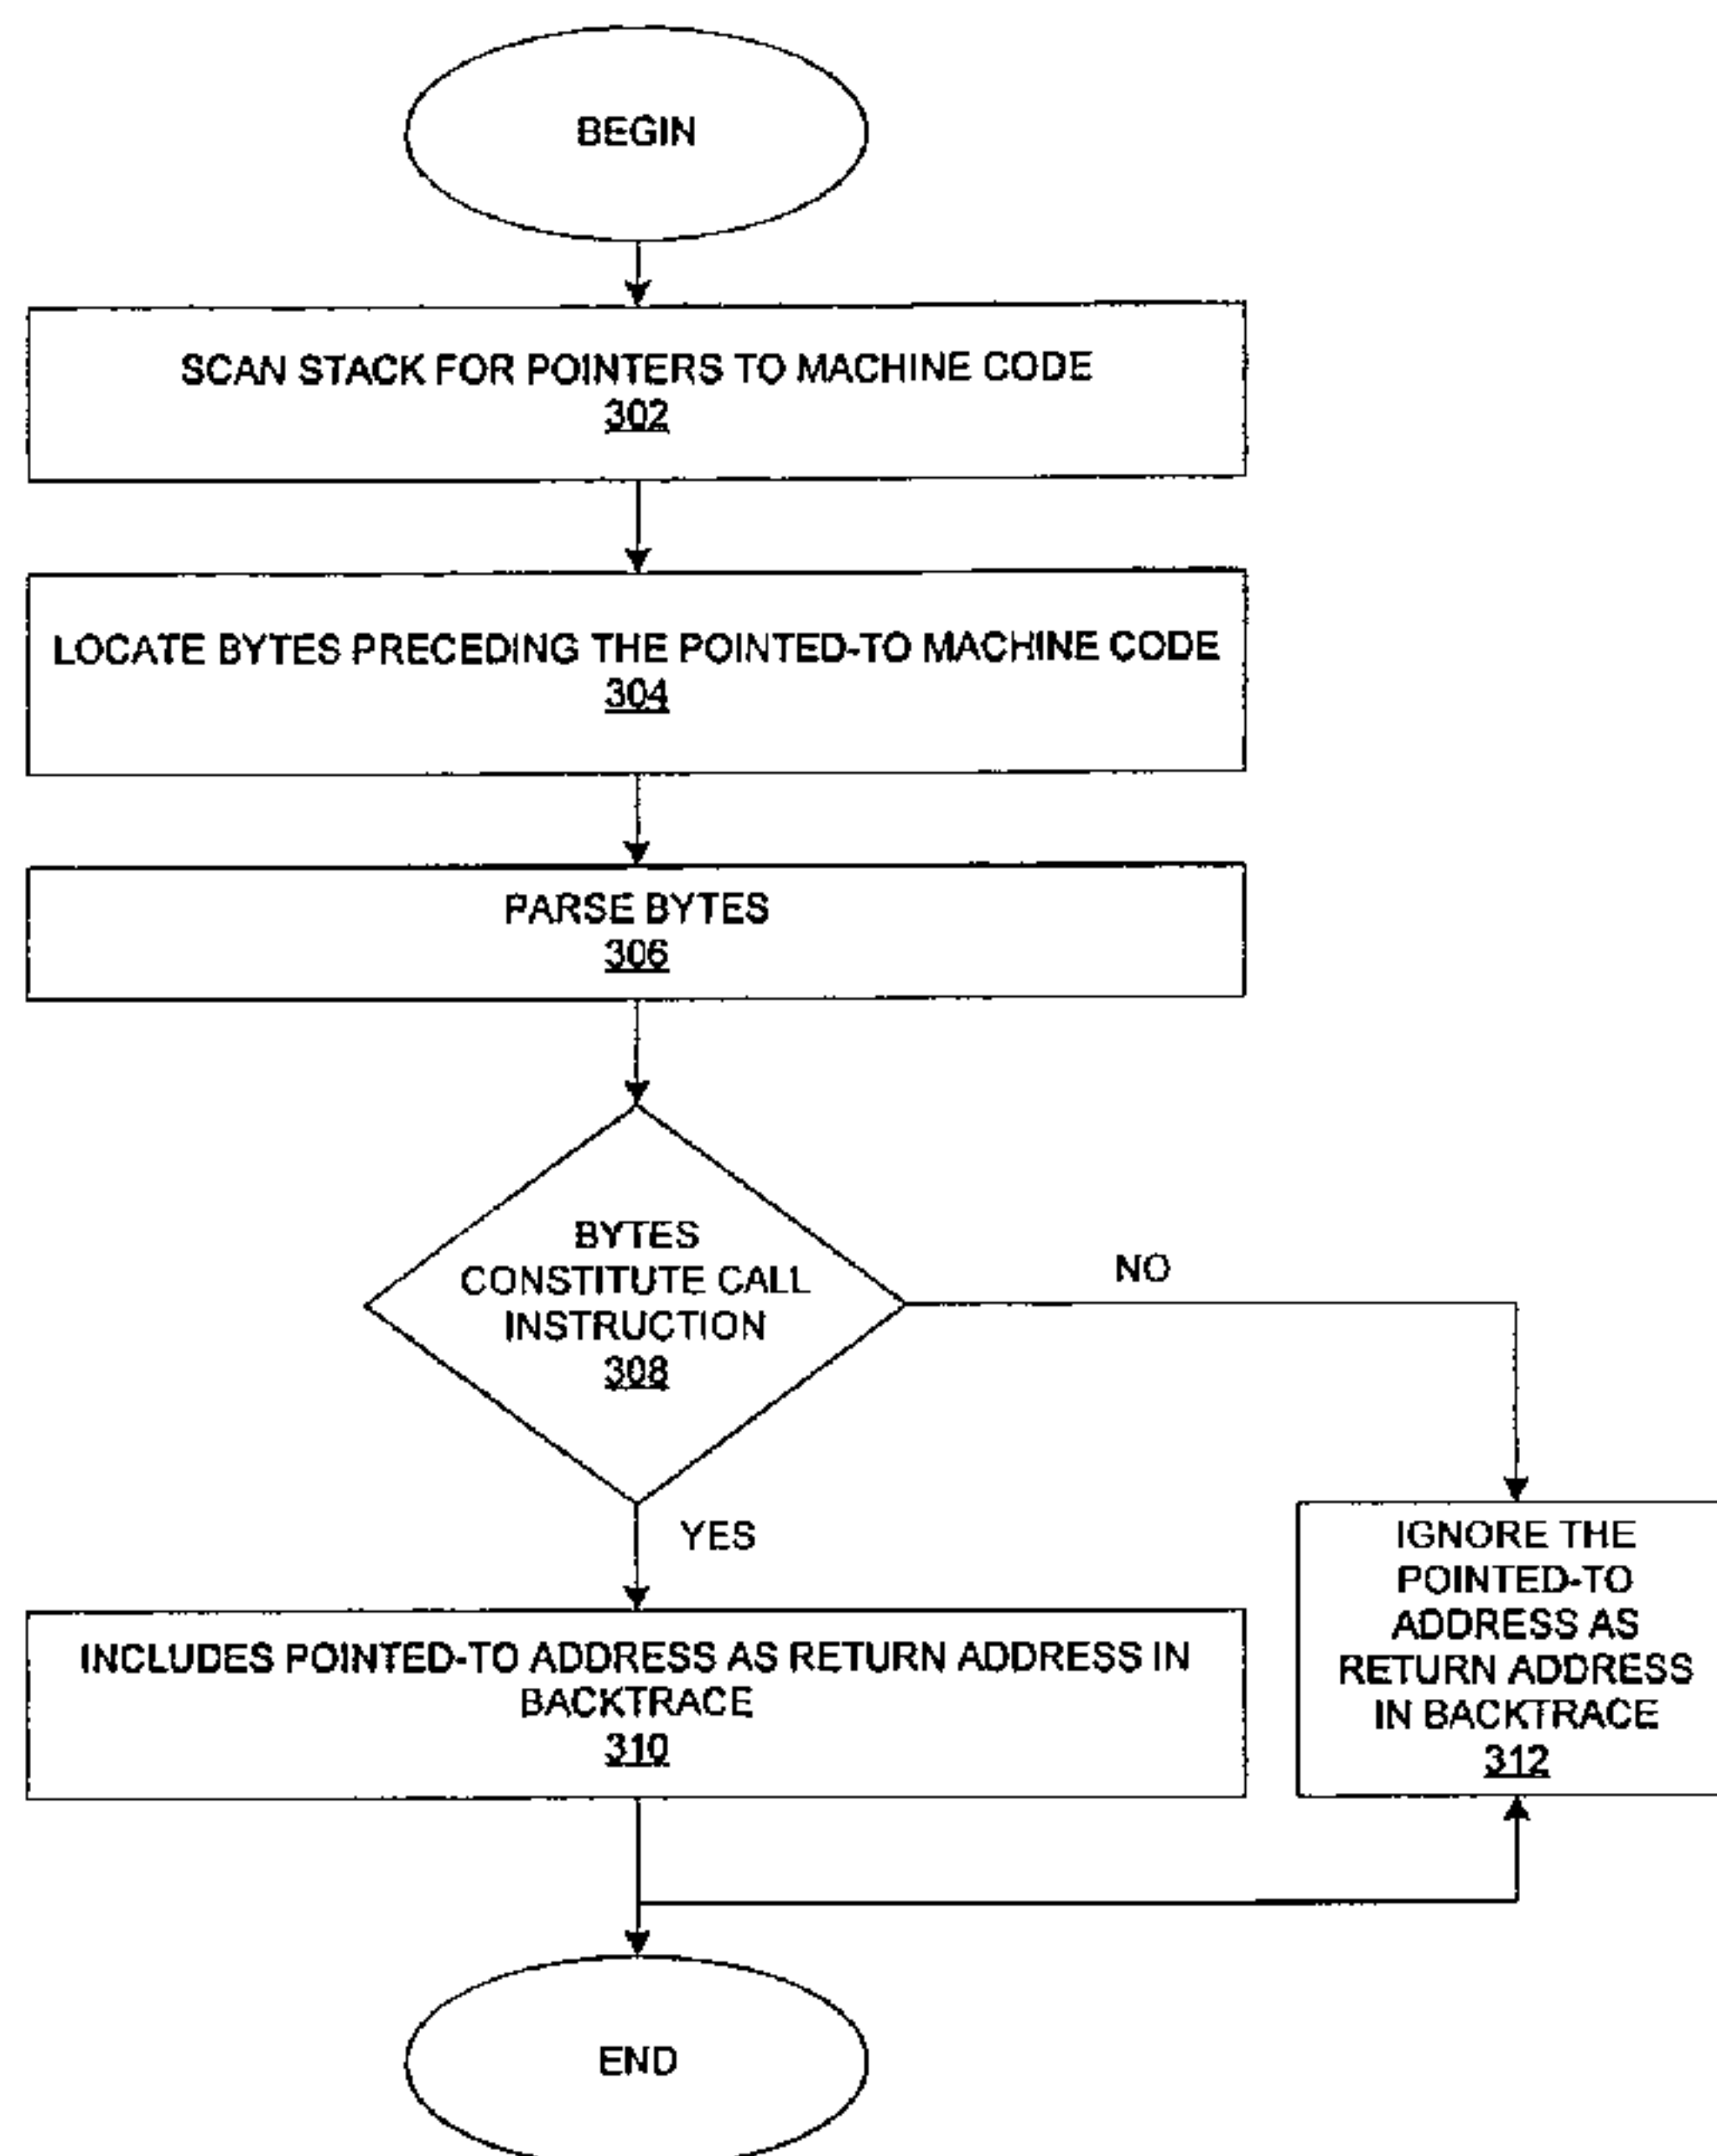 BEGIN
SCAN STACK FOR POINTERS TO MACHINE CODE
302
LOCATE BYTES PRECEDING THE POINTED-TO MACHINE CODE
304
PARSE BYTES
306
BYTES
CONSTITUTE CALL
INSTRUCTION
308
NO
YES
INCLUDES POINTED-TO ADDRESS AS RETURN ADDRESS IN
BACKTRACE
310
IGNORE THE
POINTED-TO
ADDRESS AS
RETURN ADDRESS
IN BACKTRACE
312
END